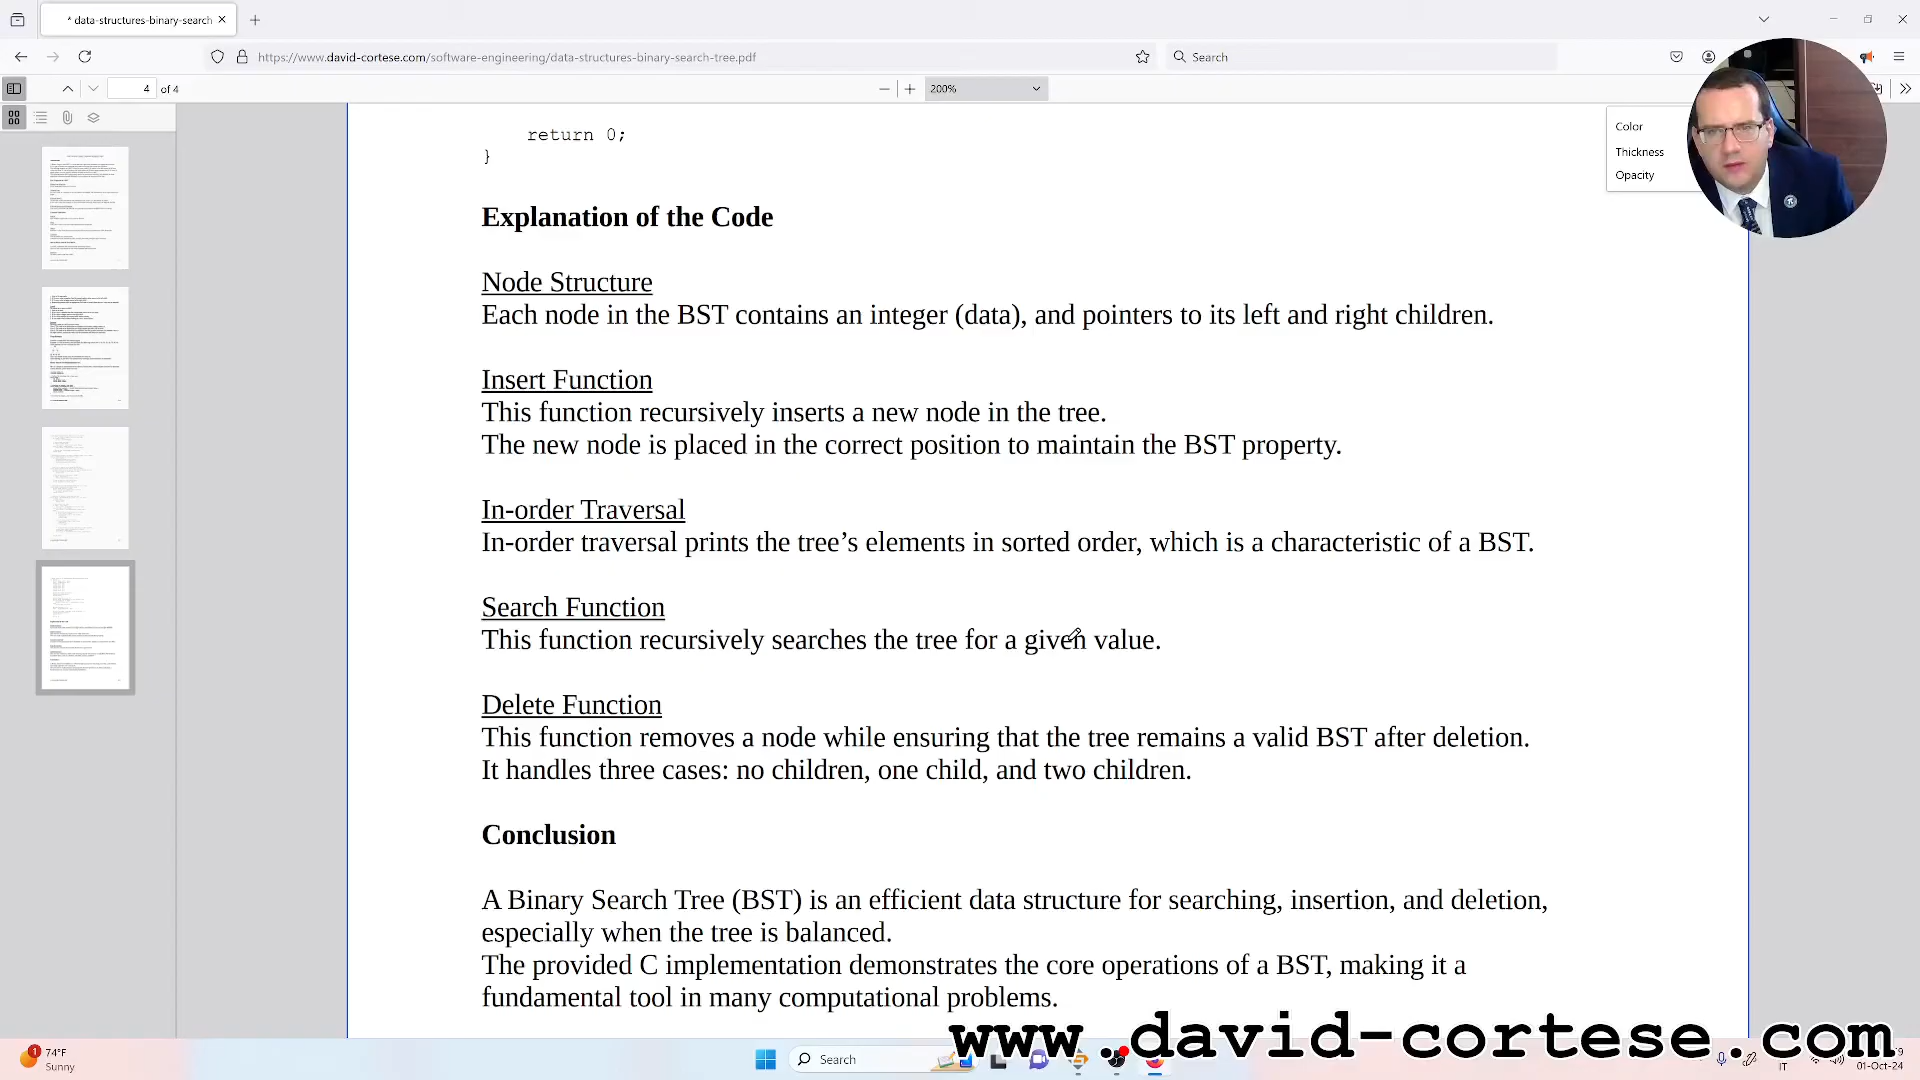 * data-structures-binary-search
https://www.david-cortese.com/software-engineering/data-structures-binary-search-tree.pdf
Search
4 of 4
200%
Color
Thickness
Opacity
return 0;
}
Explanation of the Code
Node Structure
Each node in the BST contains an integer (data), and pointers to its left and right children.
Insert Function
This function recursively inserts a new node in the tree.
The new node is placed in the correct position to maintain the BST property.
In-order Traversal
In-order traversal prints the tree’s elements in sorted order, which is a characteristic of a BST.
Search Function
This function recursively searches the tree for a given value.
Delete Function
This function removes a node while ensuring that the tree remains a valid BST after deletion.
It handles three cases: no children, one child, and two children.
Conclusion
A Binary Search Tree (BST) is an efficient data structure for searching, insertion, and deletion,
especially when the tree is balanced.
The provided C implementation demonstrates the core operations of a BST, making it a
fundamental tool in many computational problems.
www.david-cortese.com
1
74°F
Sunny
Search
IT
01-Oct-24